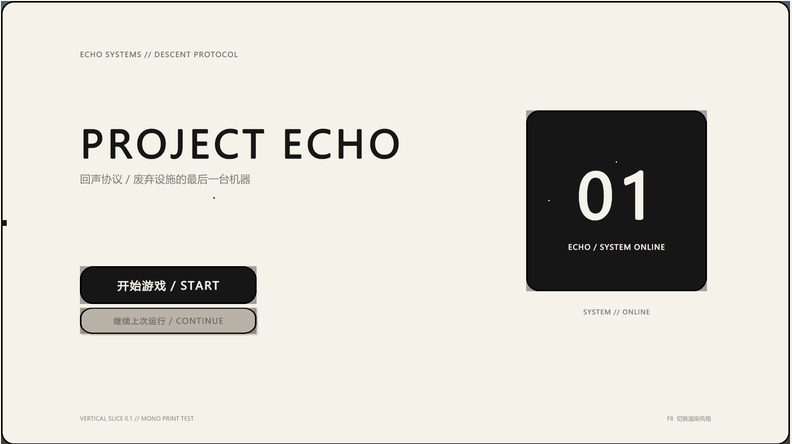 ECHO SYSTEMS // DESCENT PROTOCOL
PROJECT ECHO
回声协议 / 废弃设施的最后一台机器
01
ECHO / SYSTEM ONLINE
开始游戏 / START
继续上次运行 / CONTINUE
SYSTEM // ONLINE
VERTICAL SLICE 0.1 // MONO PRINT TEST
F8 切换渲染风格